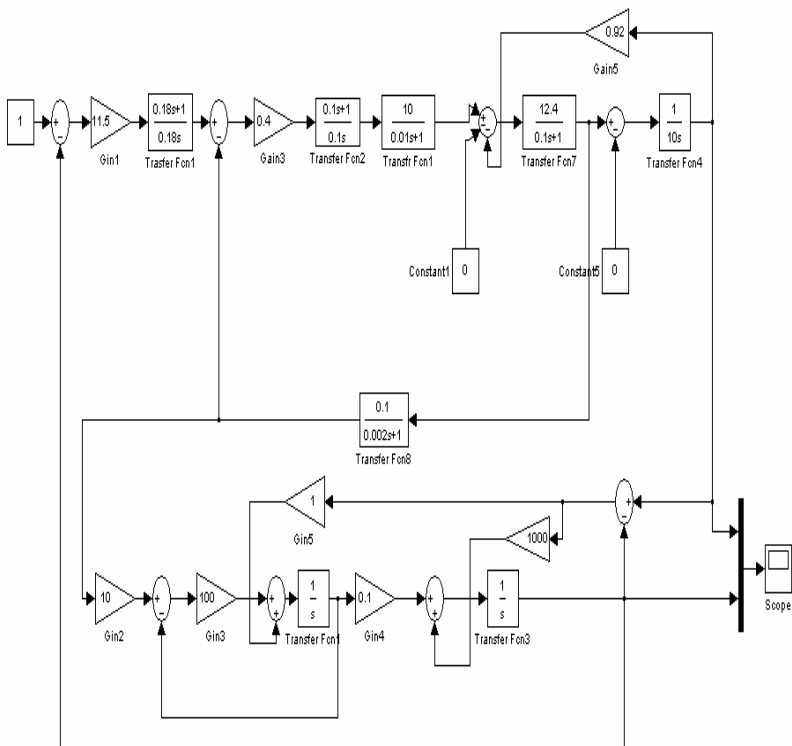 0.92
Gain5
1
+
−
11.5
Gin1
0.18s+1
0.18s
Trasfer Fcn1
+
−
0.4
Gain3
0.1s+1
0.1s
Transfer Fcn2
10
0.01s+1
Transfr Fcn1
+
−
−
12.4
0.1s+1
Transfer Fcn7
+
−
1
10s
Transfer Fcn4
Constant1
0
Constant5
0
0.1
0.002s+1
Transfer Fcn8
1
Gin5
1000
−
+
10
Gin2
+
−
100
Gin3
+
+
1
s
Transfer Fcn1
0.1
Gin4
+
+
1
s
Transfer Fcn3
Scope